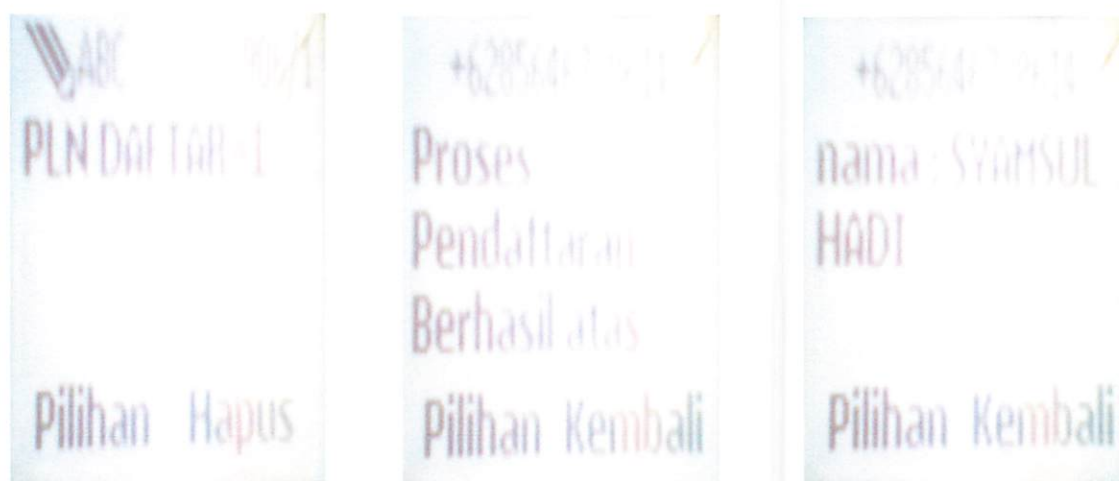 ABC
PLN DAFTAR
Pilihan Hapus
Proses
Pendaftaran
Berhasil atas
Pilihan Kembali
nama : SYAMSUL
HADI
Pilihan Kembali